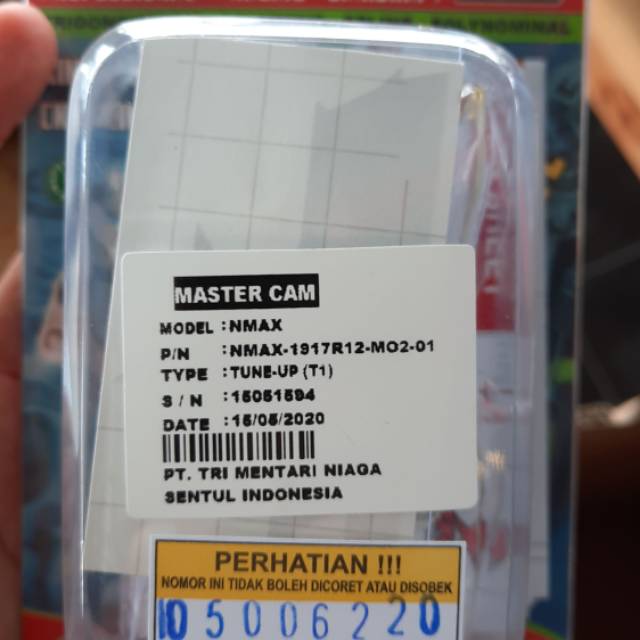 POLYNOMINAL
MASTER CAM
MODEL : NMAX
P/N : NMAX-1917R12-MO2-01
TYPE : TUNE-UP (T1)
S / N : 15051594
DATE : 15/05/2020
PT. TRI MENTARI NIAGA
SENTUL INDONESIA
PERHATIAN !!!
NOMOR INI TIDAK BOLEH DICORET ATAU DISOBEK
05006220